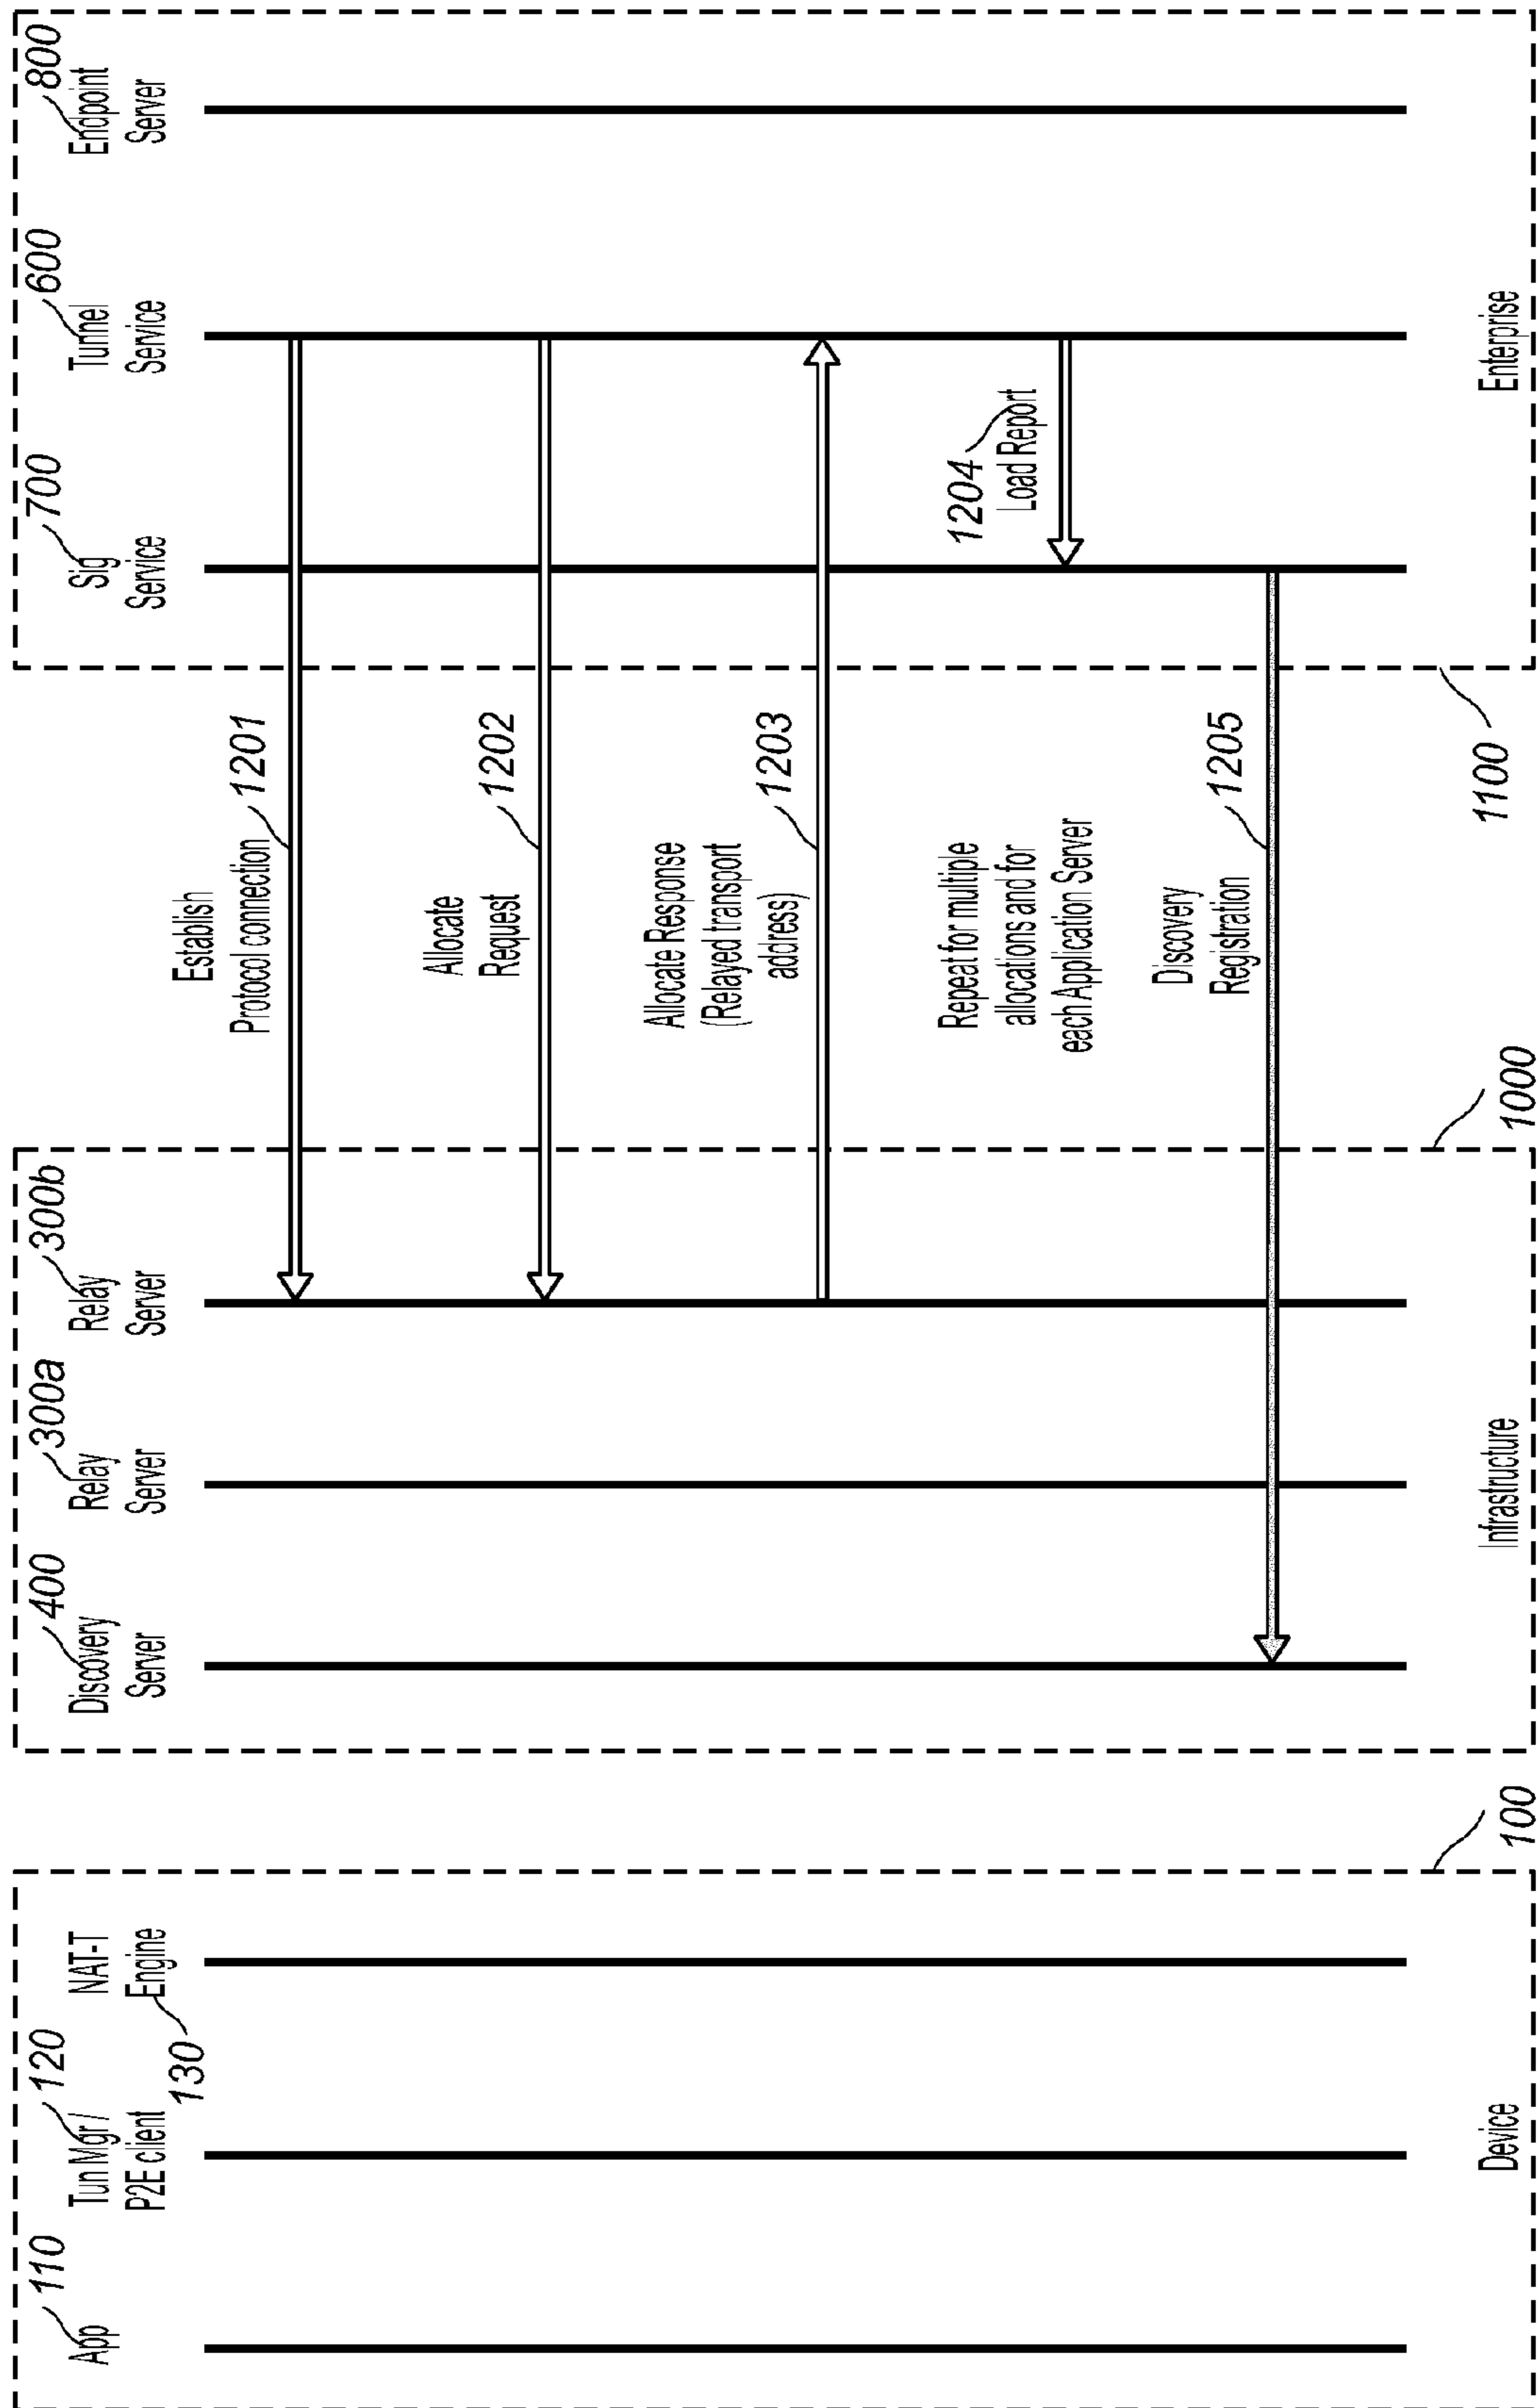 110
App
120
Tun Mgr /
P2E client
NAT-T
Engine
130
Device
100
400
Discovery
Server
300a
Relay
Server
300b
Relay
Server
Infrastructure
1000
Establish
Protocol connection
1201
Allocate
Request
1202
Allocate Response
(Relayed transport
address)
1203
Repeat for multiple
allocations and for
each Application Server
1204
Load Report
Discovery
Registration
1205
700
Sig
Service
600
Tunnel
Service
800
Endpoint
Server
Enterprise
1100